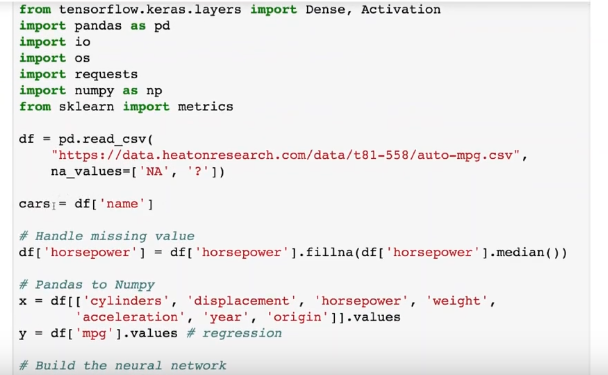 from tensorflow.keras.layers import Dense, Activation
import pandas as pd
import io
import os
import requests
import numpy as np
from sklearn import metrics
df = pd.read_csv(
"https://data.heatonresearch.com/data/t81-558/auto-mpg.csv",
na_values=['NA', '?'])
cars = df['name']
# Handle missing value
df['horsepower'] = df['horsepower'].fillna(df['horsepower'].median())
# Pandas to Numpy
x = df[['cylinders', 'displacement', 'horsepower', 'weight',
'acceleration', 'year', 'origin']].values
y = df['mpg'].values # regression
# Build the neural network